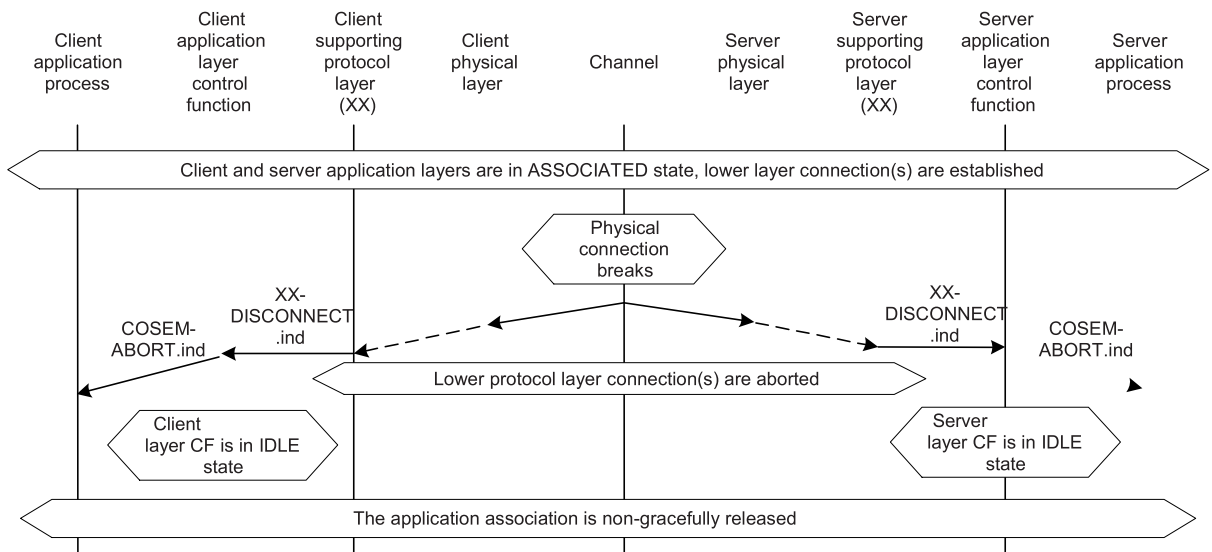 Client
application
process
Client
application
layer
control
function
Client
supporting
protocol
layer
(XX)
Client
physical
layer
Channel
Server
physical
layer
Server
supporting
protocol
layer
(XX)
Server
application
layer
control
function
Server
application
process
Client and server application layers are in ASSOCIATED state, lower layer connection(s) are established
Physical
connection
breaks
XX-
DISCONNECT
.ind
COSEM-
ABORT.ind
XX-
DISCONNECT
.ind
COSEM-
ABORT.ind
Lower protocol layer connection(s) are aborted
Client
layer CF is in IDLE
state
Server
layer CF is in IDLE
state
The application association is non-gracefully released